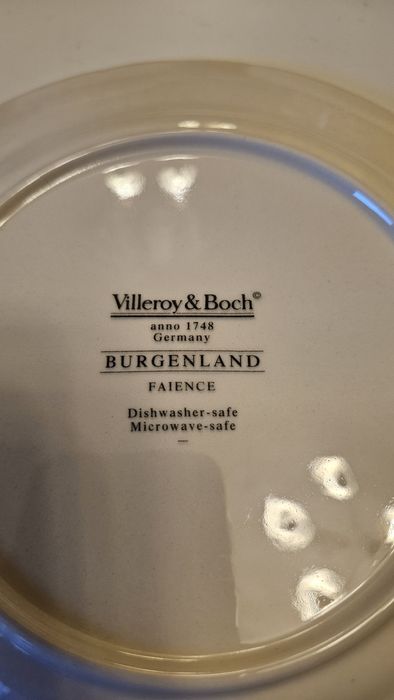 Villeroy & Boch©
anno 1748
Germany
BURGENLAND
FAIENCE
Dishwasher-safe
Microwave-safe